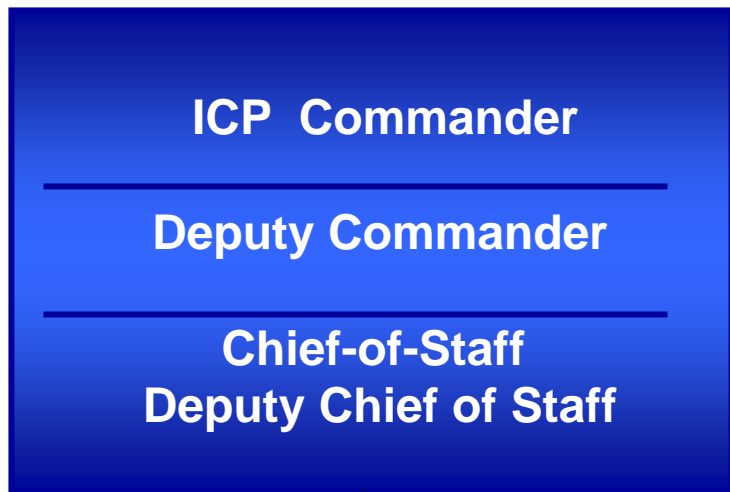 ICP  Commander
Deputy Commander
Chief-of-Staff
Deputy Chief of Staff